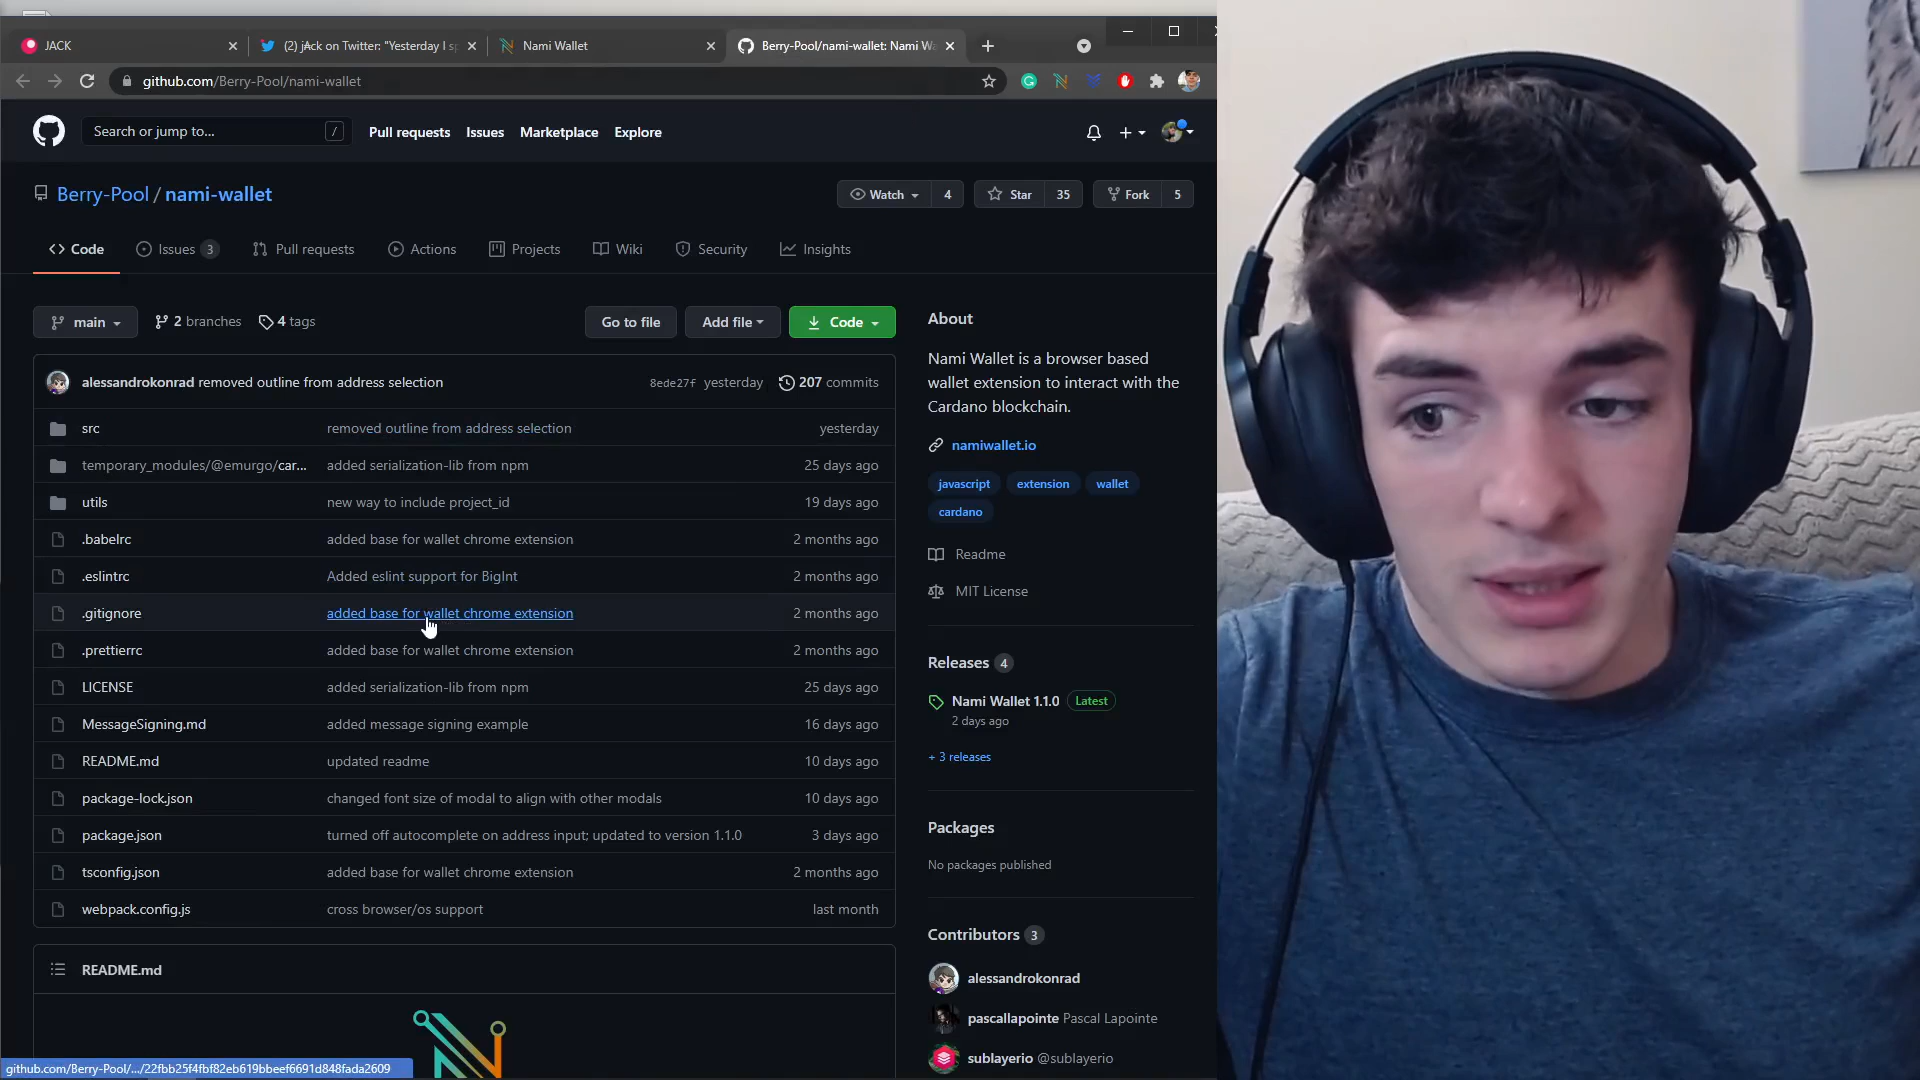 JACK
(2) jȺck on Twitter: "Yesterday I sp
Nami Wallet
Berry-Pool/nami-wallet: Nami Wa
github.com/Berry-Pool/nami-wallet
Search or jump to...
/
Pull requests
Issues
Marketplace
Explore
Berry-Pool / nami-wallet
Watch 4
Star 35
Fork 5
Code
Issues 3
Pull requests
Actions
Projects
Wiki
Security
Insights
main
2 branches
4 tags
Go to file
Add file
Code
alessandrokonrad removed outline from address selection 8ede27f yesterday 207 commits
src removed outline from address selection yesterday
temporary_modules/@emurgo/car... added serialization-lib from npm 25 days ago
utils new way to include project_id 19 days ago
.babelrc added base for wallet chrome extension 2 months ago
.eslintrc Added eslint support for BigInt 2 months ago
.gitignore added base for wallet chrome extension 2 months ago
.prettierrc added base for wallet chrome extension 2 months ago
LICENSE added serialization-lib from npm 25 days ago
MessageSigning.md added message signing example 16 days ago
README.md updated readme 10 days ago
package-lock.json changed font size of modal to align with other modals 10 days ago
package.json turned off autocomplete on address input; updated to version 1.1.0 3 days ago
tsconfig.json added base for wallet chrome extension 2 months ago
webpack.config.js cross browser/os support last month
README.md
About
Nami Wallet is a browser based
wallet extension to interact with the
Cardano blockchain.
namiwallet.io
javascript extension wallet
cardano
Readme
MIT License
Releases 4
Nami Wallet 1.1.0 Latest
2 days ago
+ 3 releases
Packages
No packages published
Contributors 3
alessandrokonrad
pascallapointe Pascal Lapointe
sublayerio @sublayerio
github.com/Berry-Pool/.../22fbb25f4fbf82eb619bbeef6691d848fada2609